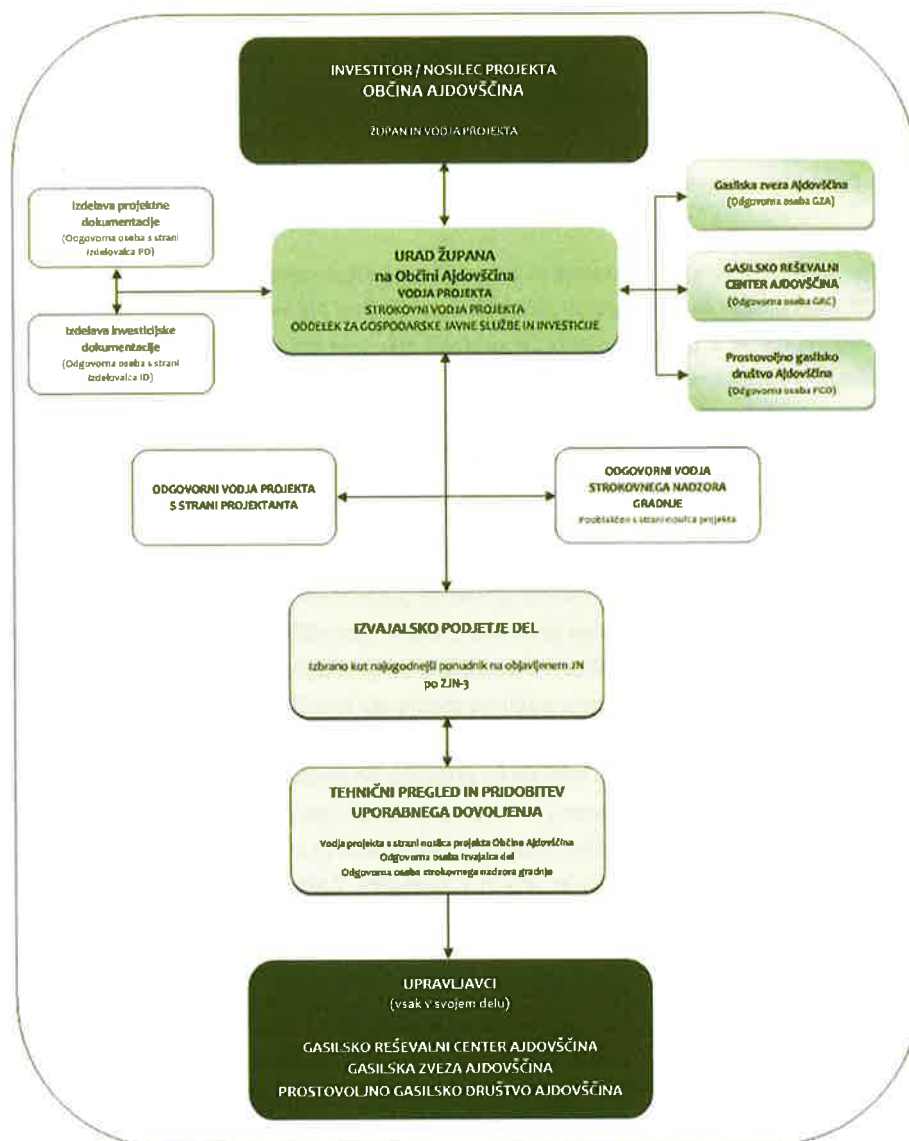 INVESTITOR / NOSILEC PROJEKTA
OBČINA AJDOVŠČINA
ŽUPAN IN VODJA PROJEKTA
Izdelava projektne
dokumentacije
(Odgovorna oseba s strani
izdelovalca PD)
Izdelava investicijske
dokumentacije
(Odgovorna oseba s strani
izdelovalca ID)
URAD ŽUPANA
na Občini Ajdovščina
VODJA PROJEKTA
STROKOVNI VODJA PROJEKTA
ODDELEK ZA GOSPODARSKE JAVNE SLUŽBE IN INVESTICIJE
Gasilska zveza Ajdovščina
(Odgovorna oseba GZA)
GASILSKO REŠEVALNI
CENTER AJDOVŠČINA
(Odgovorna oseba GRC)
Prostovoljno gasilsko
društvo Ajdovščina
(Odgovorna oseba PGD)
ODGOVORNI VODJA PROJEKTA
S STRANI PROJEKTANTA
ODGOVORNI VODJA
STROKOVNEGA NADZORA
GRADNJE
Pooblaščen s strani nosilca projekta
IZVAJALSKO PODJETJE DEL
Izbrano kot najugodnejši ponudnik na objavljenem JN
po ZJN-3
TEHNIČNI PREGLED IN PRIDOBITEV
UPORABNEGA DOVOLJENJA
Vodja projekta s strani nosilca projekta Občine Ajdovščina
Odgovorna oseba izvajalca del
Odgovorna oseba strokovnega nadzora gradnje
UPRAVLJAVCI
(vsak v svojem delu)
GASILSKO REŠEVALNI CENTER AJDOVŠČINA
GASILSKA ZVEZA AJDOVŠČINA
PROSTOVOLJNO GASILSKO DRUŠTVO AJDOVŠČINA